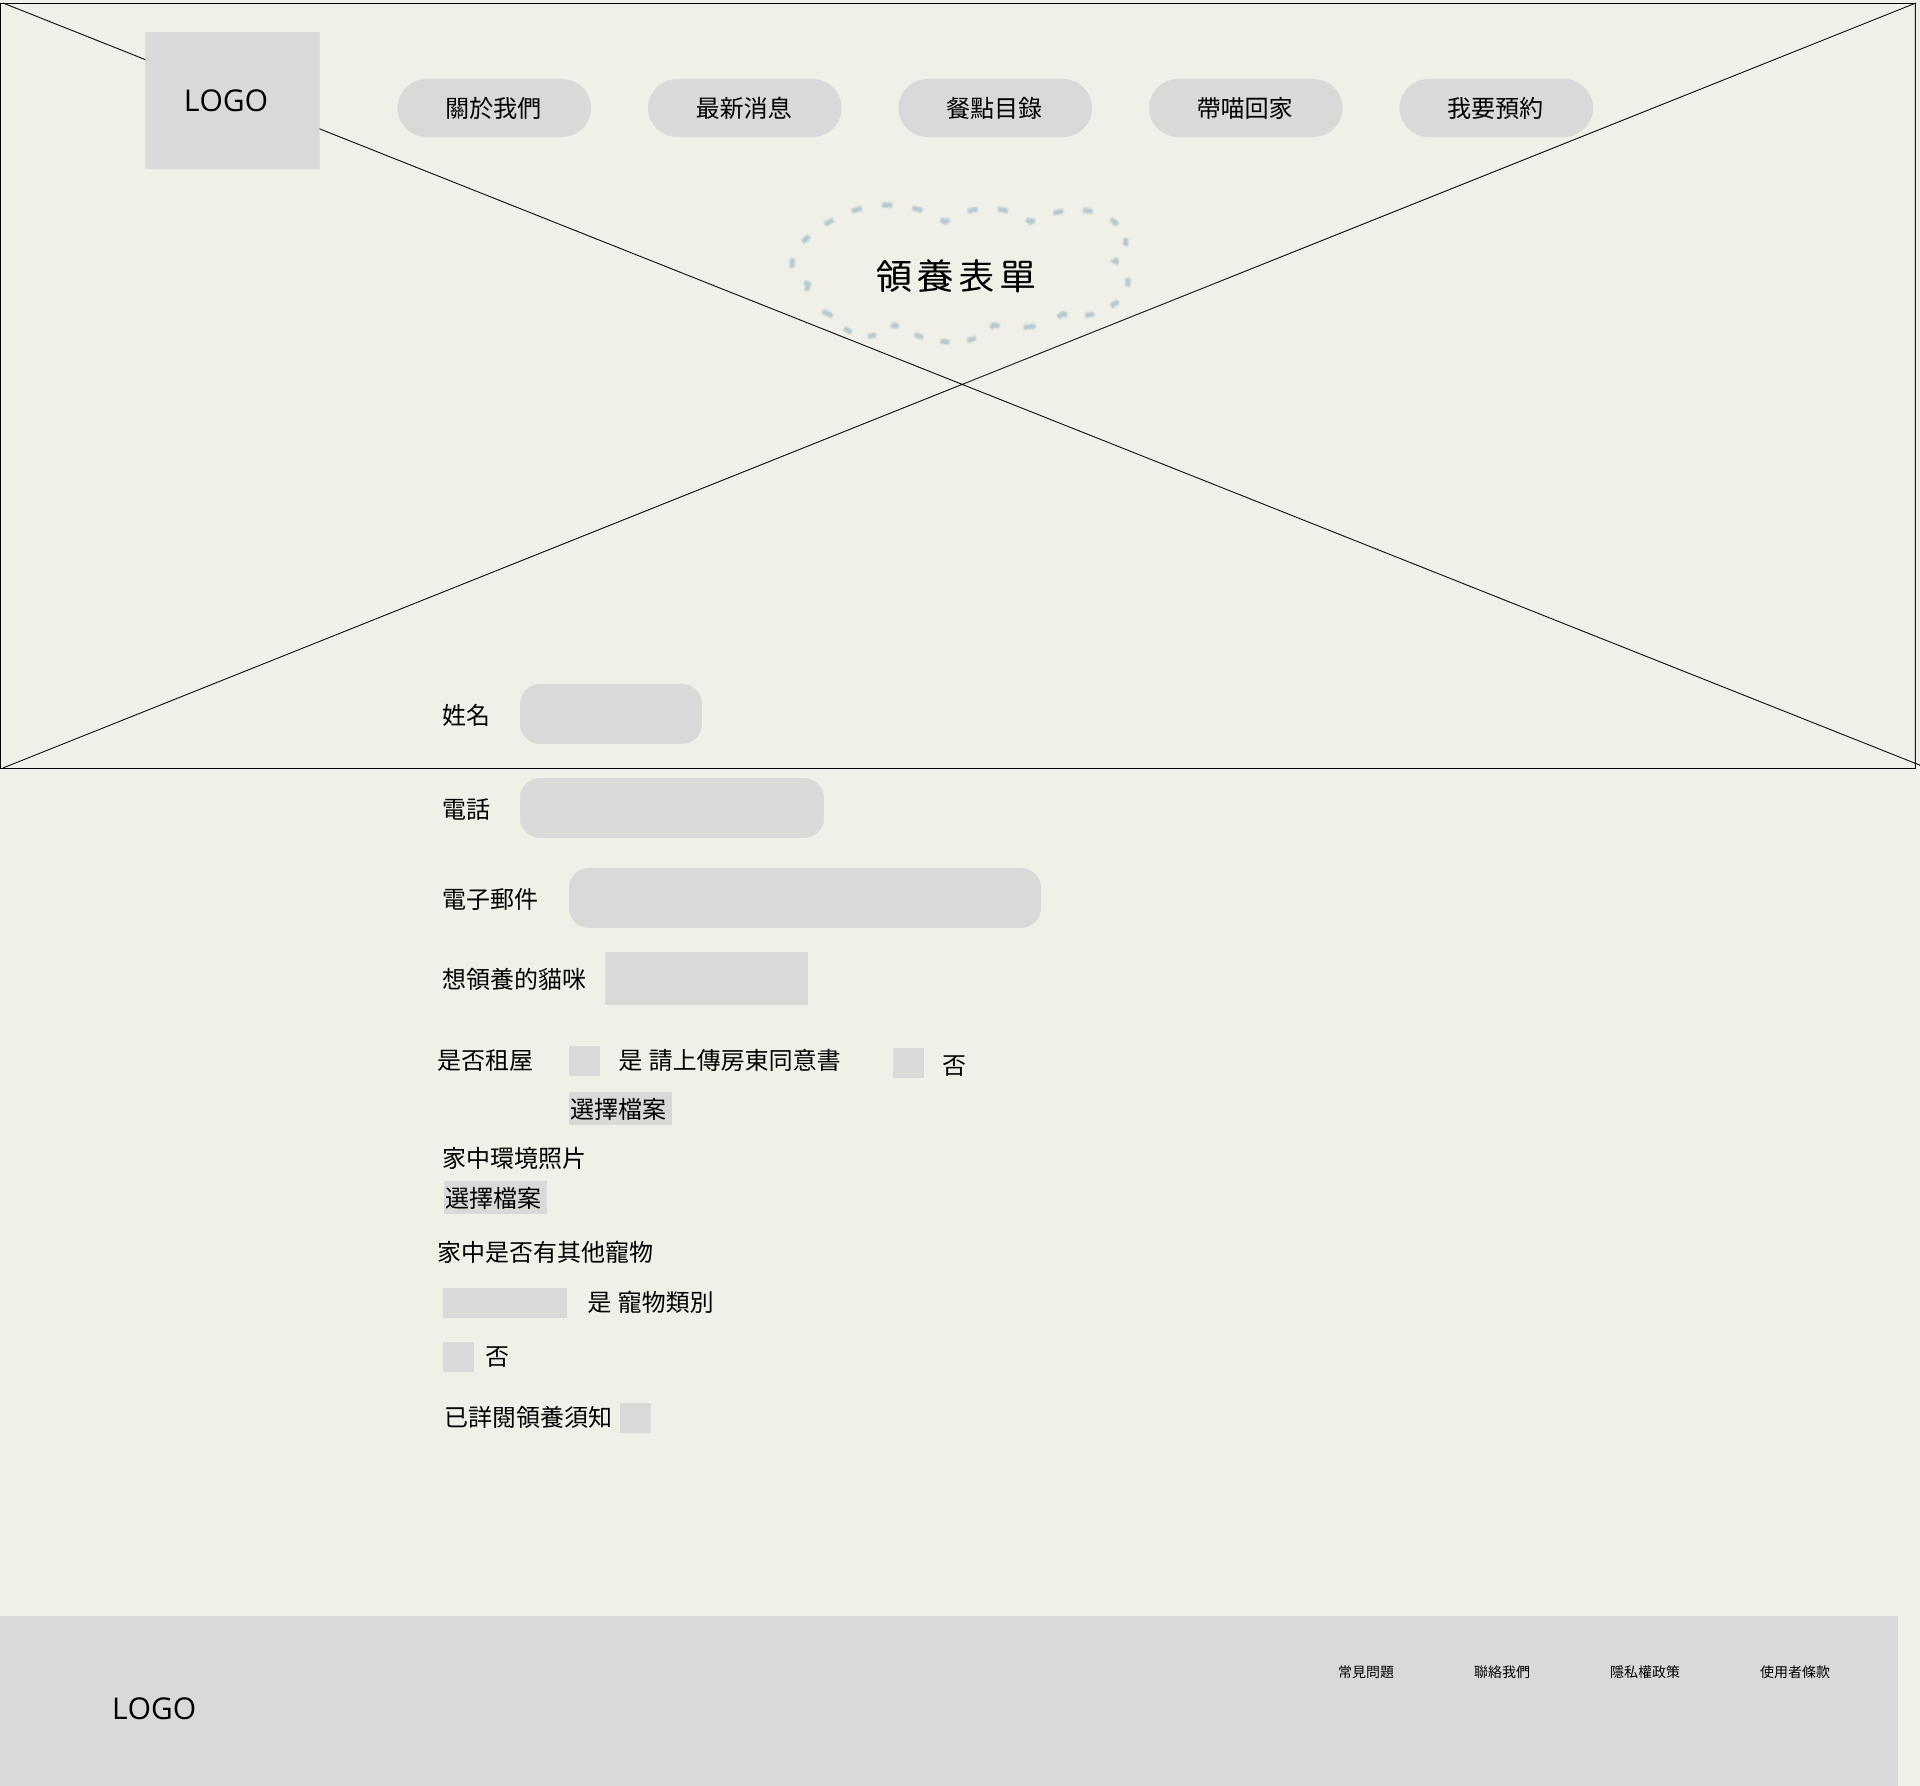 LOGO
關於我們
最新消息
餐點目錄
帶喵回家
我要預約
領養表單
姓名
電話
電子郵件
想領養的貓咪
是否租屋 是 請上傳房東同意書 否
選擇檔案
家中環境照片
選擇檔案
家中是否有其他寵物
是 寵物類別
否
已詳閱領養須知
常見問題 聯絡我們 隱私權政策 使用者條款
LOGO